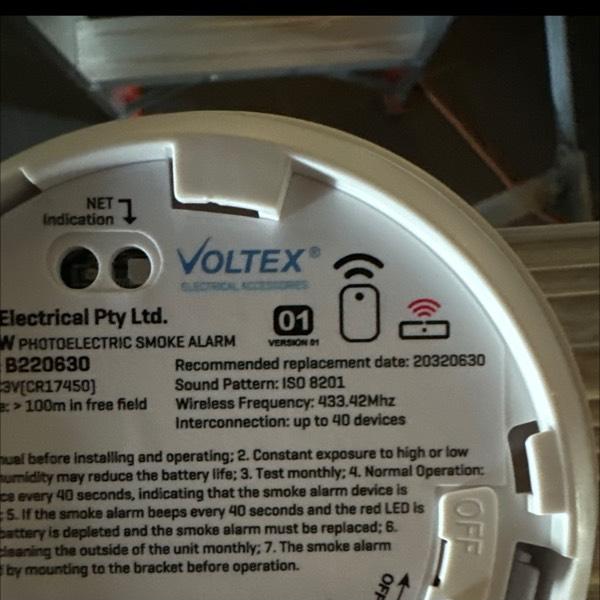 NET
Indication
VOLTEX®
ELECTRICAL ACCESSORIES
Electrical Pty Ltd.
W PHOTOELECTRIC SMOKE ALARM
01
VERSION 01
B220630
Recommended replacement date: 20320630
3V(CR17450)
Sound Pattern: ISO 8201
: > 100m in free field
Wireless Frequency: 433.42Mhz
Interconnection: up to 40 devices
before installing and operating; 2. Constant exposure to high or low
humidity may reduce the battery life; 3. Test monthly; 4. Normal Operation:
every 40 seconds, indicating that the smoke alarm device is
; 5. If the smoke alarm beeps every 40 seconds and the red LED is
battery is depleted and the smoke alarm must be replaced; 6.
cleaning the outside of the unit monthly; 7. The smoke alarm
by mounting to the bracket before operation.
OFF
OFF